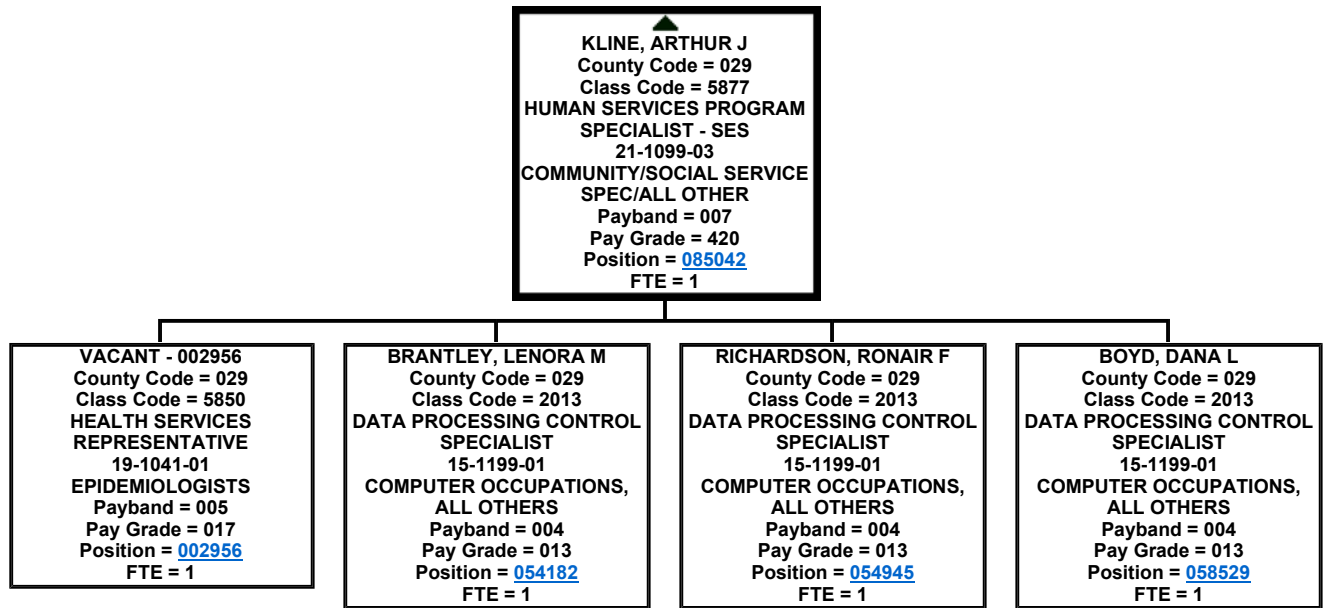 KLINE, ARTHUR J
County Code = 029
Class Code = 5877
HUMAN SERVICES PROGRAM
SPECIALIST - SES
21-1099-03
COMMUNITY/SOCIAL SERVICE
SPEC/ALL OTHER
Payband = 007
Pay Grade = 420
Position = 085042
FTE = 1
VACANT - 002956
County Code = 029
Class Code = 5850
HEALTH SERVICES
REPRESENTATIVE
19-1041-01
EPIDEMIOLOGISTS
Payband = 005
Pay Grade = 017
Position = 002956
FTE = 1
BRANTLEY, LENORA M
County Code = 029
Class Code = 2013
DATA PROCESSING CONTROL
SPECIALIST
15-1199-01
COMPUTER OCCUPATIONS,
ALL OTHERS
Payband = 004
Pay Grade = 013
Position = 054182
FTE = 1
RICHARDSON, RONAIR F
County Code = 029
Class Code = 2013
DATA PROCESSING CONTROL
SPECIALIST
15-1199-01
COMPUTER OCCUPATIONS,
ALL OTHERS
Payband = 004
Pay Grade = 013
Position = 054945
FTE = 1
BOYD, DANA L
County Code = 029
Class Code = 2013
DATA PROCESSING CONTROL
SPECIALIST
15-1199-01
COMPUTER OCCUPATIONS,
ALL OTHERS
Payband = 004
Pay Grade = 013
Position = 058529
FTE = 1